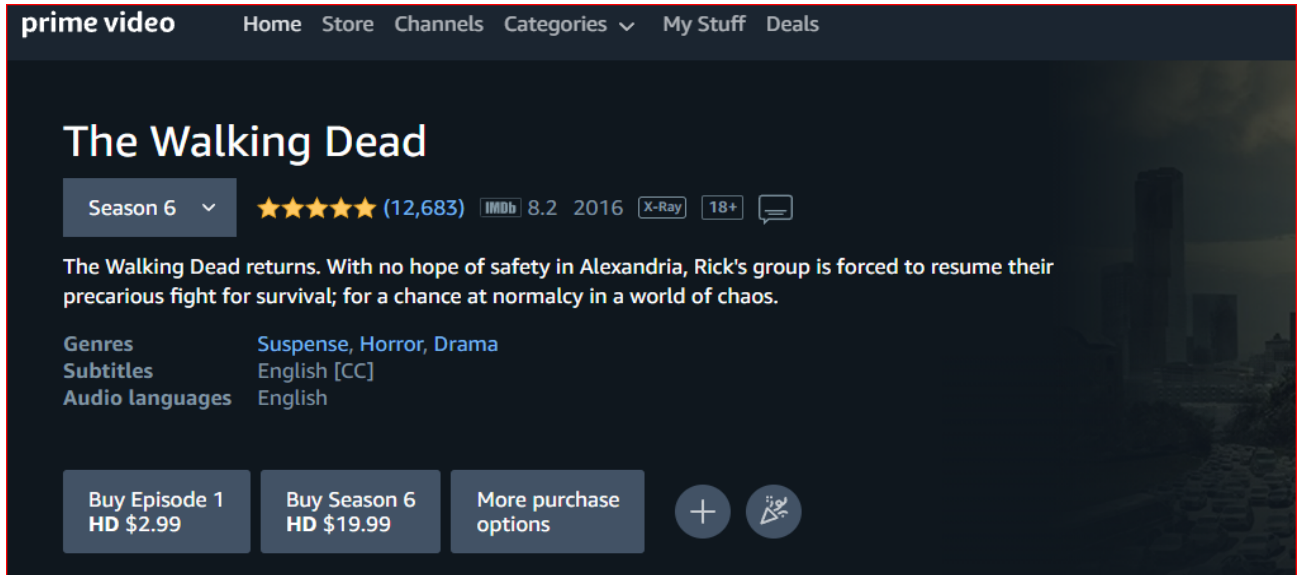 prime video Home Store Channels Categories My Stuff Deals
The Walking Dead
Season 6 (12,683) IMDb 8.2 2016 X-Ray 18+
The Walking Dead returns. With no hope of safety in Alexandria, Rick's group is forced to resume their
precarious fight for survival; for a chance at normalcy in a world of chaos.
Genres Suspense, Horror, Drama
Subtitles English [CC]
Audio languages English
Buy Episode 1
HD $2.99
Buy Season 6
HD $19.99
More purchase
options